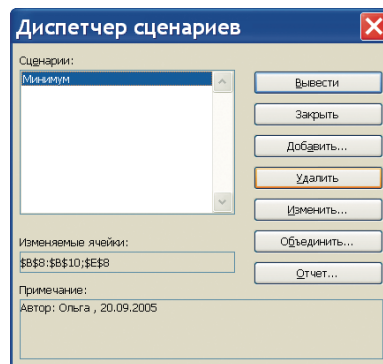 Диспетчер сценариев
Сценарии:
Минимум
Вывести
Закрыть
Добавить...
Удалить
Изменить...
Объединить...
Отчет...
Изменяемые ячейки:
$B$8:$B$10;$E$8
Примечание:
Автор: Ольга , 20.09.2005